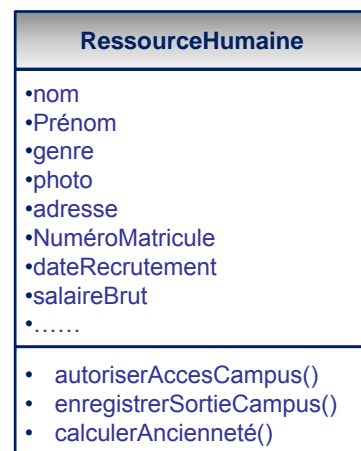 RessourceHumaine
•nom
•Prénom
•genre
•photo
•adresse
•NuméroMatricule
•dateRecrutement
•salaireBrut
•……
• autoriserAccesCampus()
• enregistrerSortieCampus()
• calculerAncienneté()